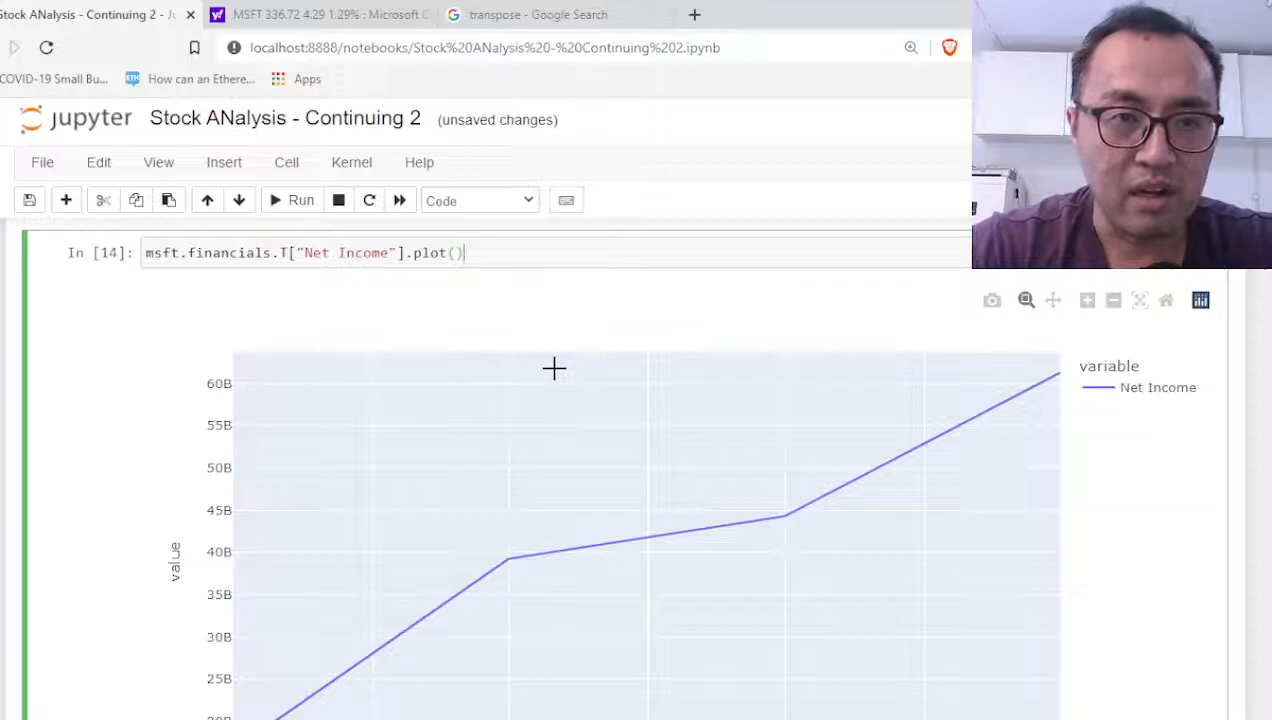 Stock ANalysis - Continuing 2 - Ju
MSFT 336.72 4.29 1.29% : Microsoft C
transpose - Google Search
localhost:8888/notebooks/Stock%20ANalysis%20-%20Continuing%202.ipynb
COVID-19 Small Bu...
ETH
How can an Ethere...
Apps
jupyter
Stock ANalysis - Continuing 2
(unsaved changes)
File
Edit
View
Insert
Cell
Kernel
Help
Run
Code
In [14]:
msft.financials.T["Net Income"].plot()
variable
Net Income
60B
55B
50B
45B
40B
35B
30B
25B
20B
value